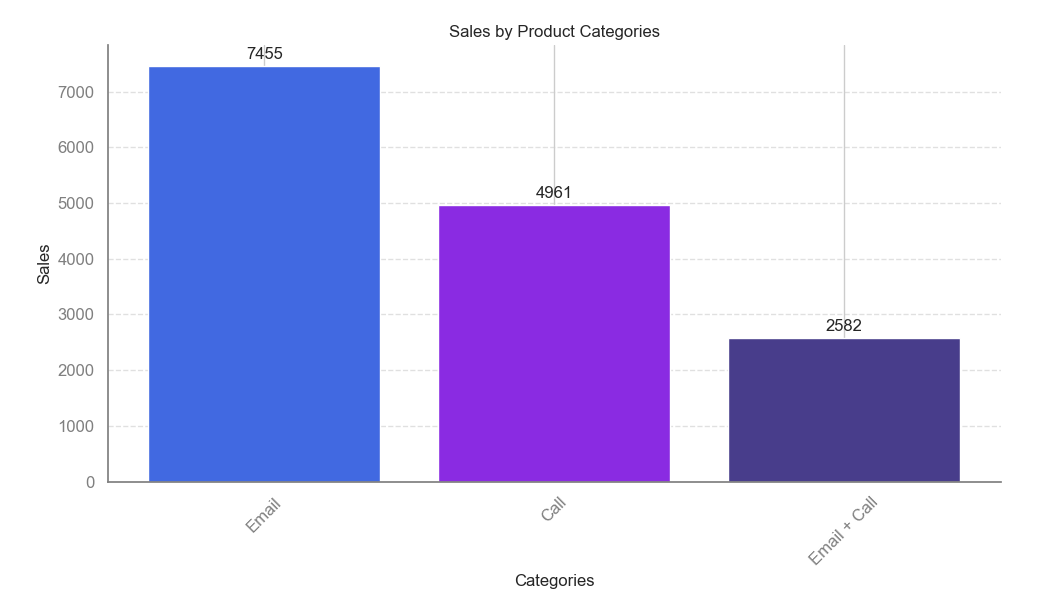 Sales by Product Categories
7455
7000
6000
5000
4961
4000
3000
2582
2000
1000
0
Sales
Email
Call
Email + Call
Categories